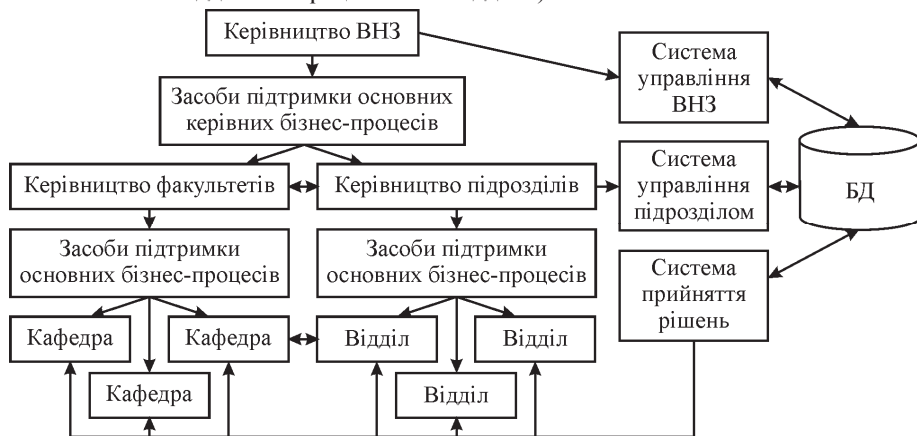 Керівництво ВНЗ
Система
управління
ВНЗ
Засоби підтримки основних
керівних бізнес-процесів
Керівництво факультетів
Керівництво підрозділів
Система
управління
підрозділом
БД
Засоби підтримки
основних бізнес-процесів
Засоби підтримки
основних бізнес-процесів
Система
прийняття
рішень
Кафедра
Кафедра
Відділ
Відділ
Кафедра
Відділ